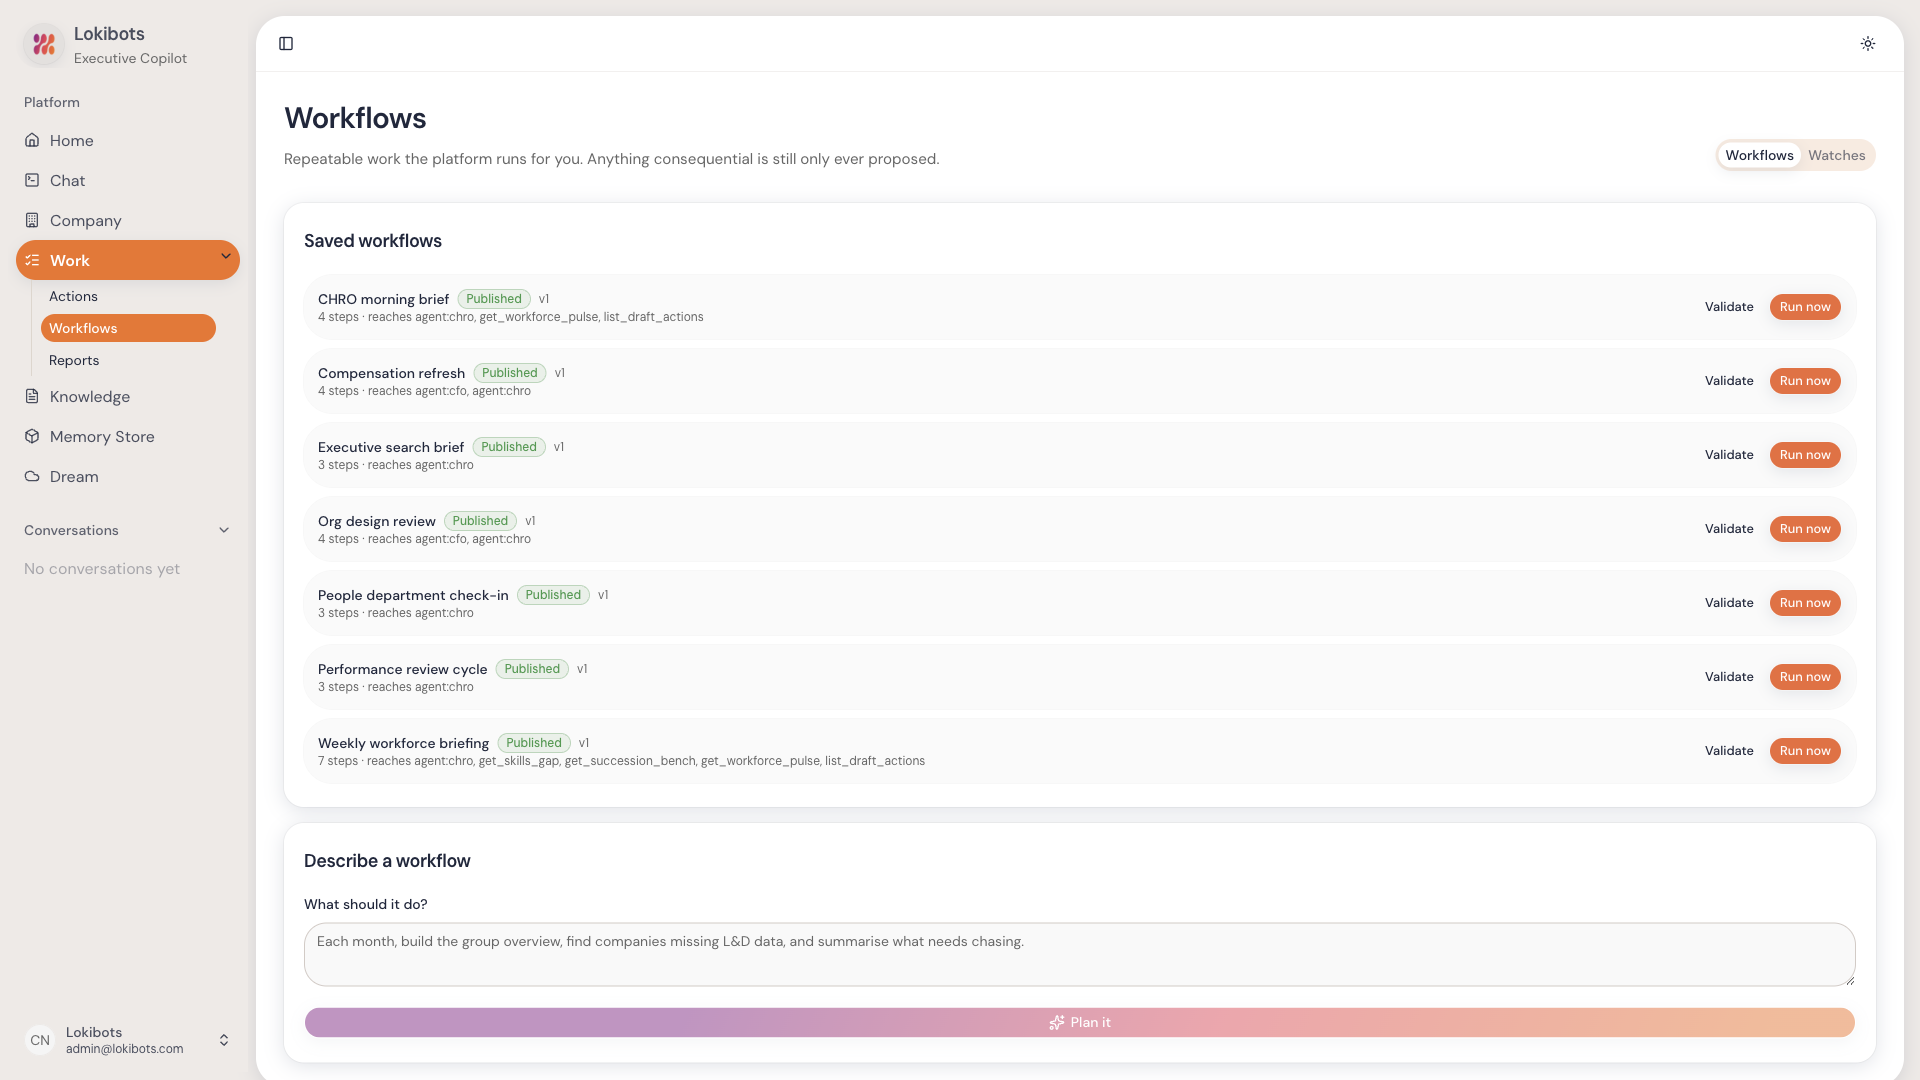 Lokibots
Executive Copilot
Platform
Home
Chat
Company
Work
Actions
Workflows
Reports
Knowledge
Memory Store
Dream
Conversations
No conversations yet
CN
Lokibots
admin@lokibots.com
Workflows
Repeatable work the platform runs for you. Anything consequential is still only ever proposed.
Workflows Watches
Saved workflows
CHRO morning brief Published v1
4 steps · reaches agent:chro, get_workforce_pulse, list_draft_actions
Validate Run now
Compensation refresh Published v1
4 steps · reaches agent:cfo, agent:chro
Validate Run now
Executive search brief Published v1
3 steps · reaches agent:chro
Validate Run now
Org design review Published v1
4 steps · reaches agent:cfo, agent:chro
Validate Run now
People department check-in Published v1
3 steps · reaches agent:chro
Validate Run now
Performance review cycle Published v1
3 steps · reaches agent:chro
Validate Run now
Weekly workforce briefing Published v1
7 steps · reaches agent:chro, get_skills_gap, get_succession_bench, get_workforce_pulse, list_draft_actions
Validate Run now
Describe a workflow
What should it do?
Each month, build the group overview, find companies missing L&D data, and summarise what needs chasing.
Plan it